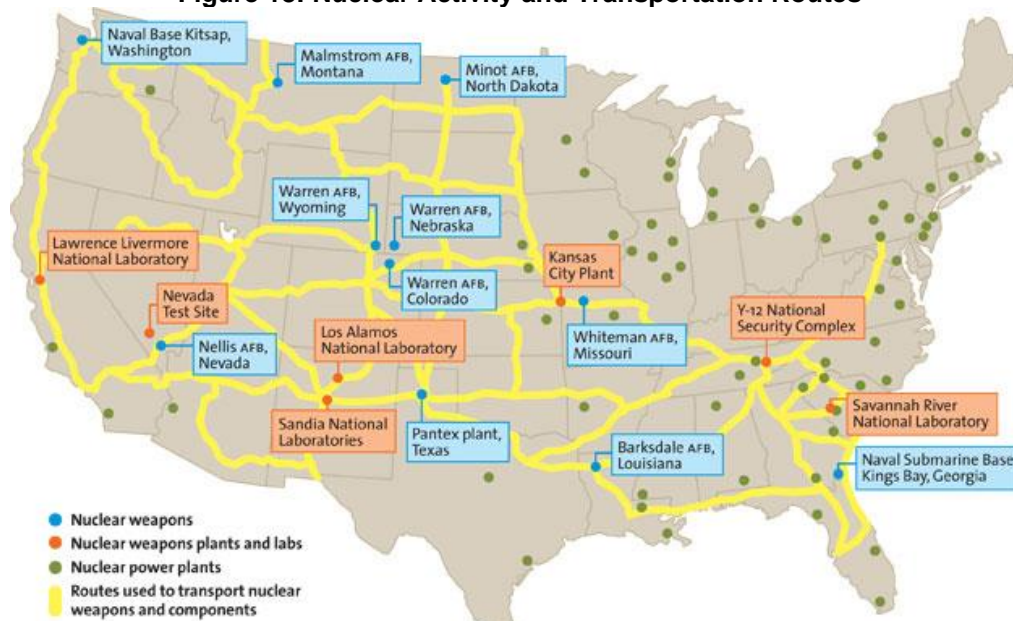 Figure 13. Nuclear Activity and Transportation Routes
Naval Base Kitsap,
Washington
Malmstrom AFB,
Montana
Minot AFB,
North Dakota
Warren AFB,
Wyoming
Warren AFB,
Nebraska
Lawrence Livermore
National Laboratory
Kansas
City Plant
Warren AFB,
Colorado
Nevada
Test Site
Y-12 National
Security Complex
Los Alamos
National Laboratory
Whiteman AFB,
Missouri
Nellis AFB,
Nevada
Savannah River
National Laboratory
Sandia National
Laboratories
Pantex plant,
Texas
Barksdale AFB,
Louisiana
Naval Submarine Base
Kings Bay, Georgia
Nuclear weapons
Nuclear weapons plants and labs
Nuclear power plants
Routes used to transport nuclear
weapons and components